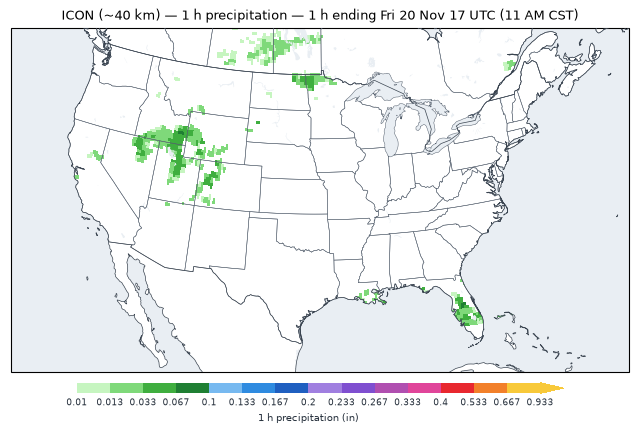 ICON (~40 km) — 1 h precipitation — 1 h ending Fri 20 Nov 17 UTC (11 AM CST)
0.01 0.013 0.033 0.067 0.1 0.133 0.167 0.2 0.233 0.267 0.333 0.4 0.533 0.667 0.933
1 h precipitation (in)